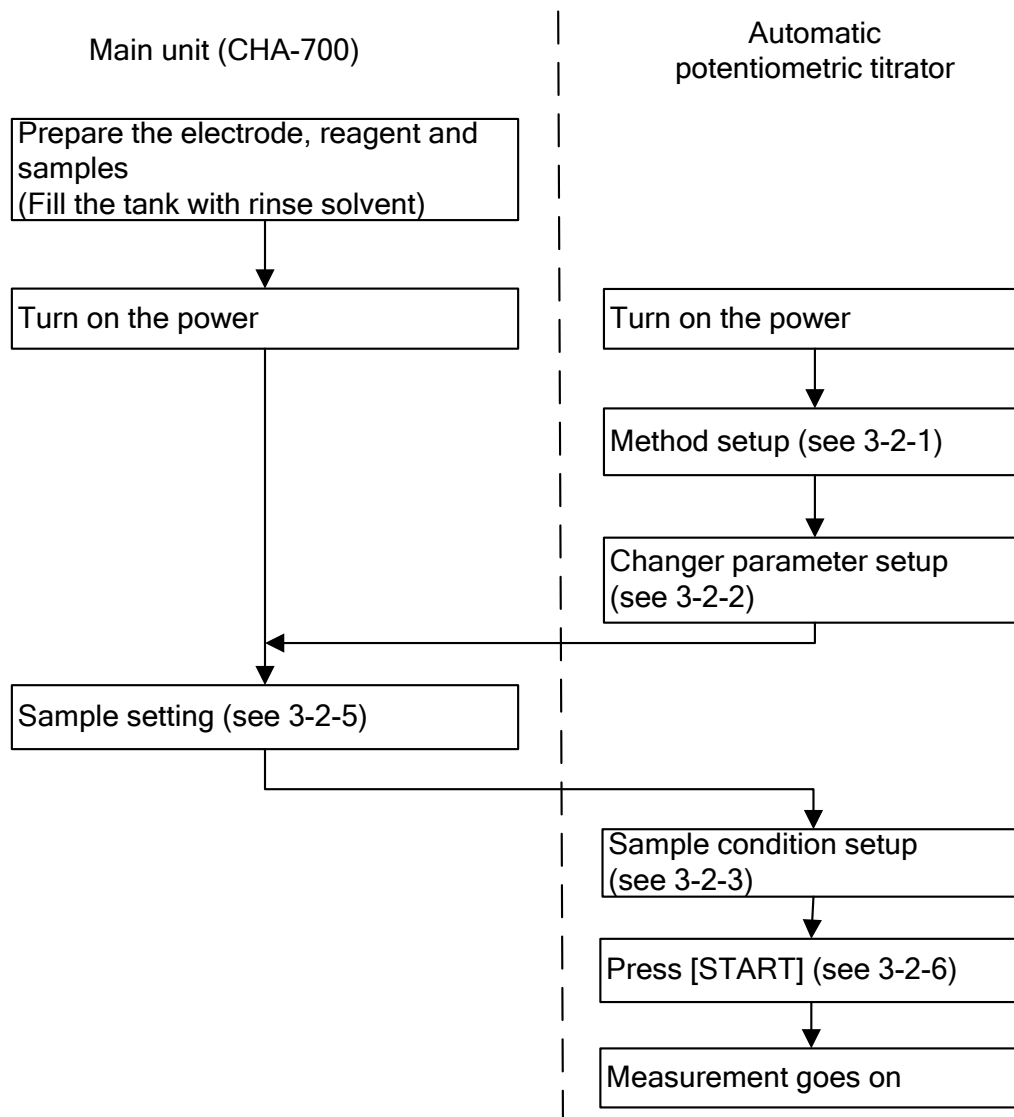 Main unit (CHA-700)
Automatic
potentiometric titrator
Prepare the electrode, reagent and
samples
(Fill the tank with rinse solvent)
Turn on the power
Turn on the power
Method setup (see 3-2-1)
Changer parameter setup
(see 3-2-2)
Sample setting (see 3-2-5)
Sample condition setup
(see 3-2-3)
Press [START] (see 3-2-6)
Measurement goes on